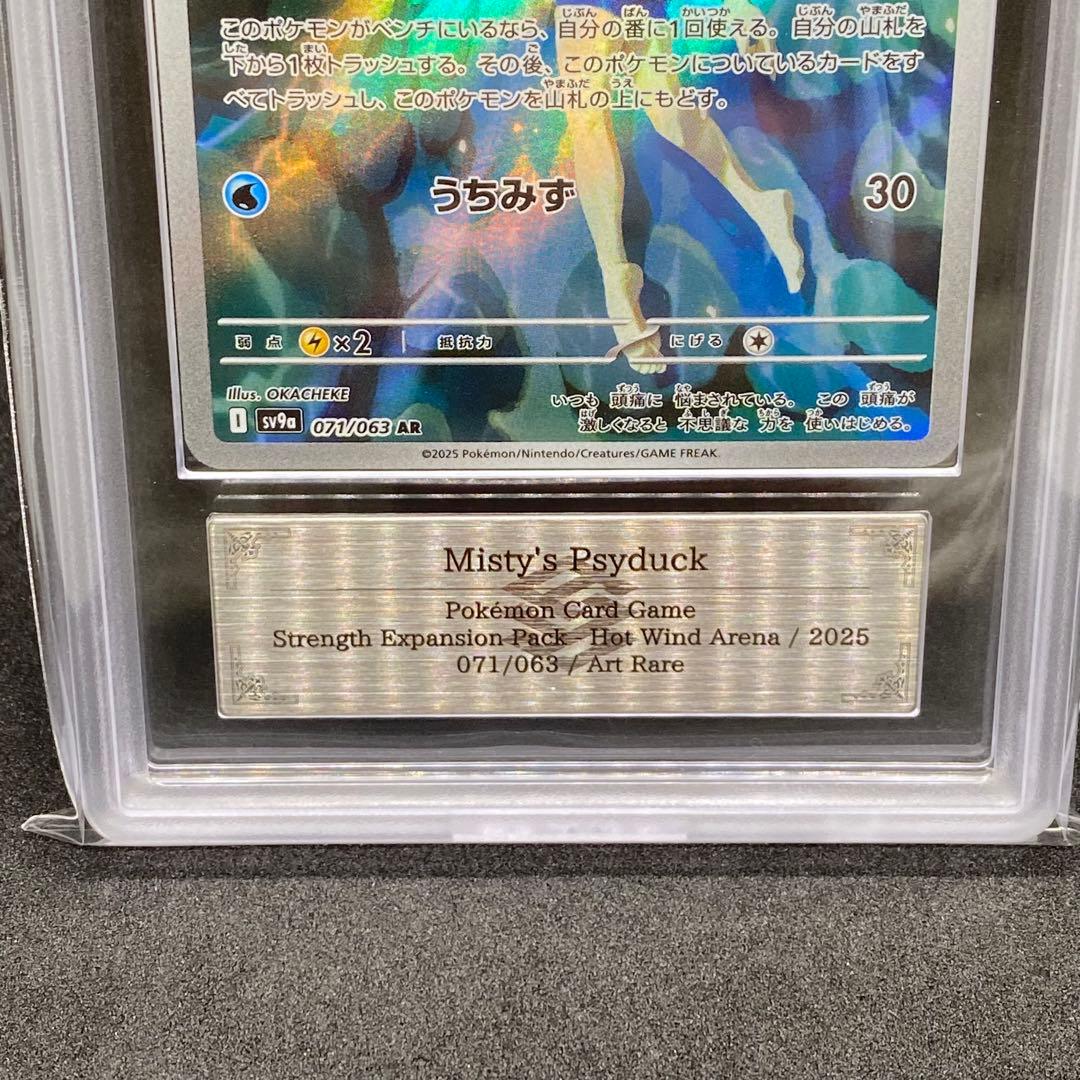 このポケモンがベンチにいるなら、自分の番に1回使える。自分の山札を
下から1枚トラッシュする。その後、このポケモンについているカードをす
べてトラッシュし、このポケモンを山札の上にもどす。
うちみず 30
弱点 ×2 抵抗力 にげる
Illus. OKACHEKE
いつも 頭痛に 悩まされている。 この 頭痛が
激しくなると 不思議な 力を 使いはじめる。
I sv9a 071/063 AR
©2025 Pokémon/Nintendo/Creatures/GAME FREAK.
Misty's Psyduck
Pokémon Card Game
Strength Expansion Pack - Hot Wind Arena / 2025
071/063 / Art Rare